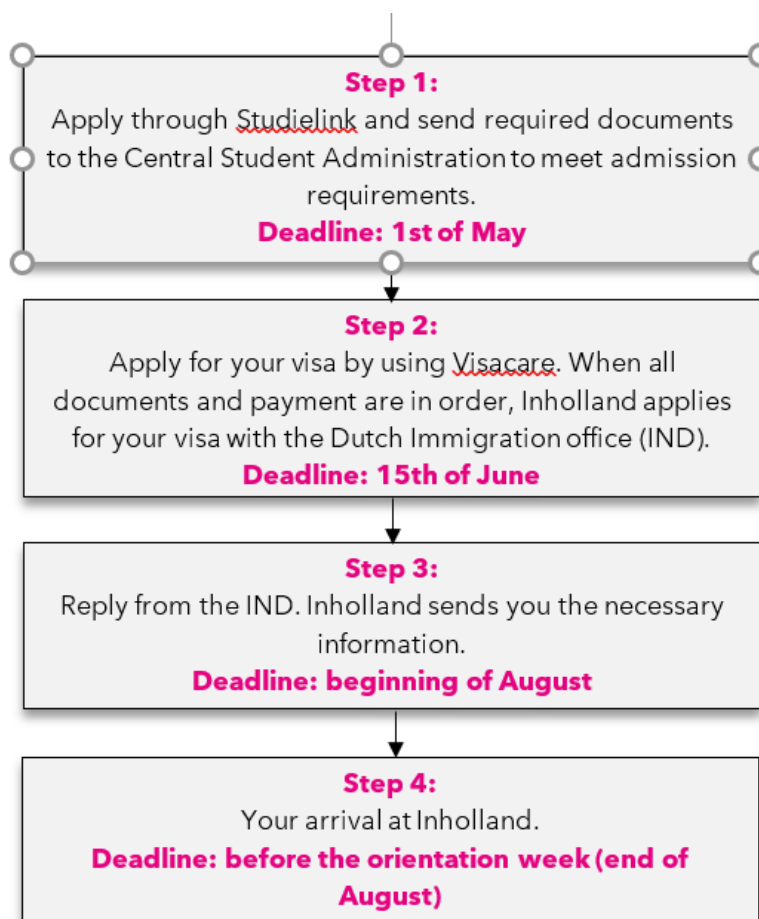 Step 1:
Apply through Studielink and send required documents
to the Central Student Administration to meet admission
requirements.
Deadline: 1st of May
Step 2:
Apply for your visa by using Visacare. When all
documents and payment are in order, Inholland applies
for your visa with the Dutch Immigration office (IND).
Deadline: 15th of June
Step 3:
Reply from the IND. Inholland sends you the necessary
information.
Deadline: beginning of August
Step 4:
Your arrival at Inholland.
Deadline: before the orientation week (end of
August)